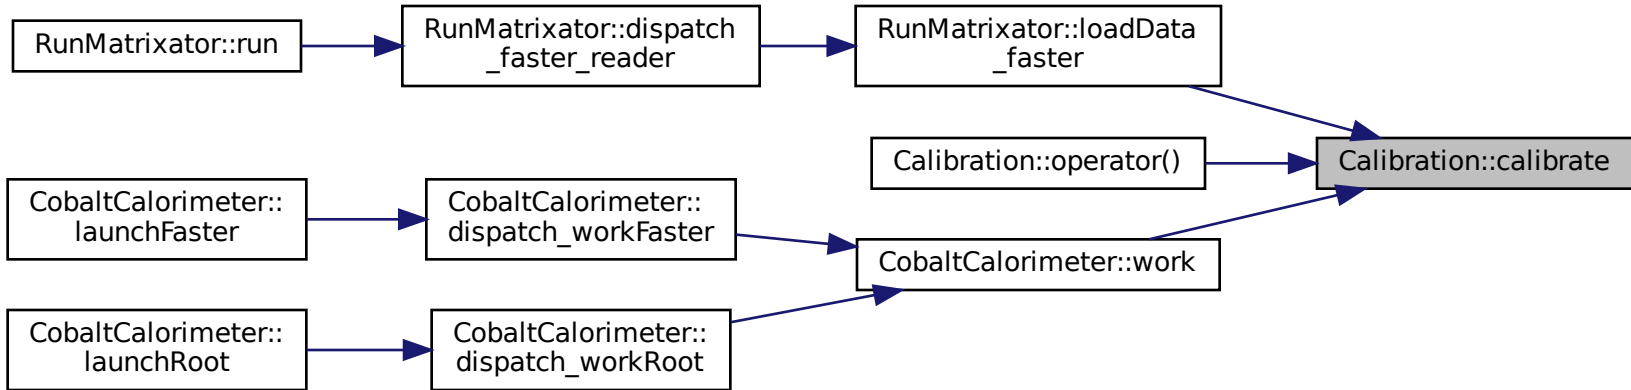 RunMatrixator::run
RunMatrixator::dispatch
_faster_reader
RunMatrixator::loadData
_faster
Calibration::operator()
Calibration::calibrate
CobaltCalorimeter::
launchFaster
CobaltCalorimeter::
dispatch_workFaster
CobaltCalorimeter::work
CobaltCalorimeter::
launchRoot
CobaltCalorimeter::
dispatch_workRoot